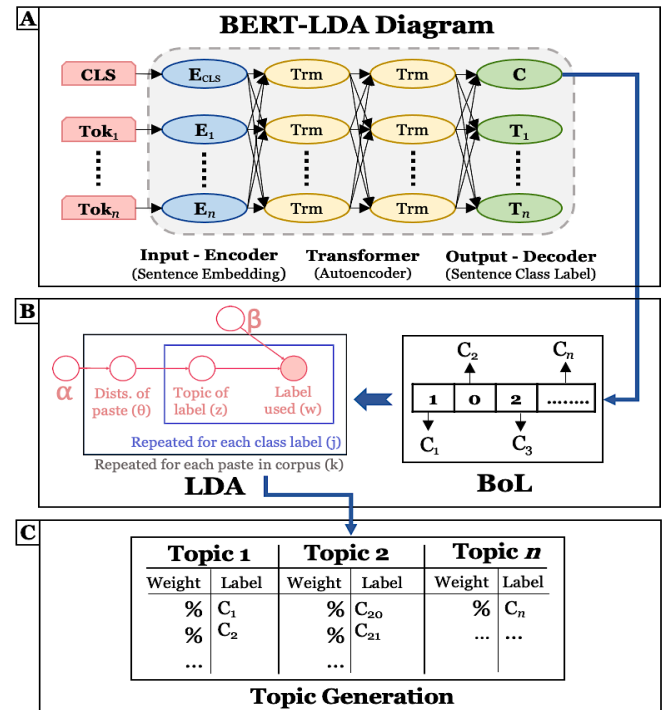 A
BERT-LDA Diagram
CLS E_CLS Trm Trm C
Tok₁ E₁ Trm Trm T₁
Tokₙ Eₙ Trm Trm Tₙ
Input - Encoder Transformer Output - Decoder
(Sentence Embedding) (Autoencoder) (Sentence Class Label)
B
β
α
Dists. of Topic of Label
paste (θ) label (z) used (w)
Repeated for each class label (j)
Repeated for each paste in corpus (k)
LDA
C₂ Cₙ
1 0 2 ........
C₁ C₃
BoL
C
Topic 1 Topic 2 Topic n
Weight Label Weight Label Weight Label
% C₁ % C₂₀ % Cₙ
% C₂ % C₂₁ ... ...
... ...
Topic Generation